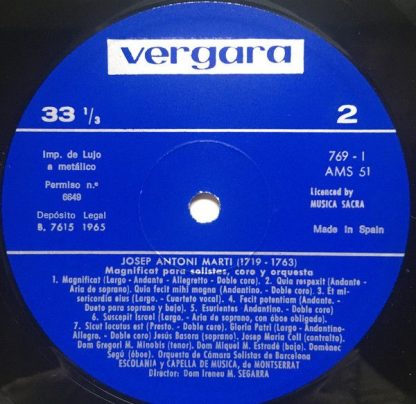 vergara
33 1/3
2
Imp. de Lujo
a metálico
Permiso n.º
6649
Depósito Legal
B. 7615 1965
769 - I
AMS 51
Licenced by
MUSICA SACRA
Made In Spain
JOSEP ANTONI MARTI (1719 - 1763)
Magnificat para solistes, coro y orquesta
1. Magnificat (Largo - Andante - Allegretto - Doble coro). 2. Quia respexit (Andante -
Aria de soprano). Quia fecit mihi magna (Andantino. - Doble coro). 3. Et mi-
sericordia eius (Largo. - Cuarteto vocal). 4. Fecit potentiam (Andante. -
Dueto para soprano y bajo). 5. Esurientes Andantino. - Doble coro)
6. Suscepit Israel (Largo. - Aria de soprano, con óboe obligado).
7. Sicut locutus est (Presto. - Doble coro). Gloria Patri (Largo - Andantino-
Allegro. - Doble coro) Jesús Basora (soprano). Josep Maria Coll (contralto).
Dom Gregori M. Minobis (tenor). Dom Miquel M. Estradé (bajo). Domènec
Segú (óboe). Orquesta de Cámara Solistas de Barcelona
ESCOLANIA y CAPELLA DE MUSICA, de MONTSERRAT
Director: Dom Ireneu M. SEGARRA